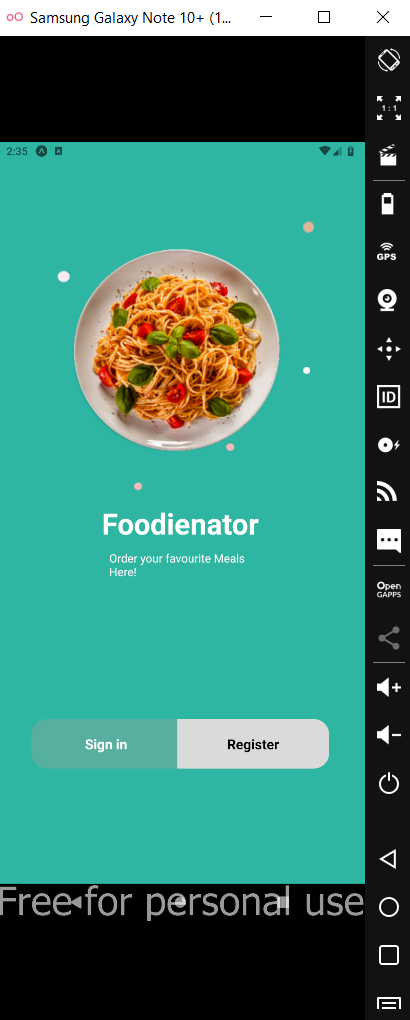 Samsung Galaxy Note 10+ (1...
2:35
1 : 1
GPS
ID
Open
GAPPS
Foodienator
Order your favourite Meals
Here!
Sign in
Register
Free for personal use